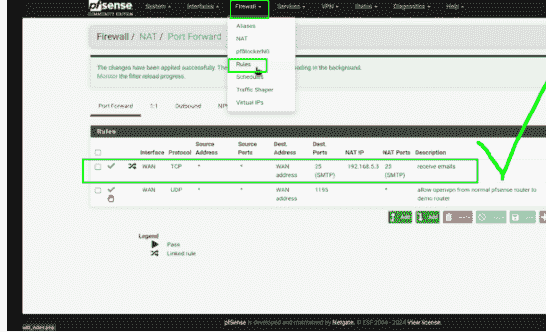 pfsense System Interfaces Firewall Services VPN Status Diagnostics Help
COMMUNITY EDITION
Aliases
NAT
pfBlockerNG
Rules
Schedules
Traffic Shaper
Virtual IPs
Firewall / NAT / Port Forward
The changes have been applied successfully. The
ading in the background.
Monitor the filter reload progress.
Port Forward 1:1 Outbound
Rules
Interface Protocol Source Address Source Ports Dest. Address Dest. Ports NAT IP NAT Ports Description
WAN TCP * * WAN address 25 (SMTP) 192.168.5.3 25 (SMTP) receive emails
WAN UDP * * WAN address 1195 * allow openvpn from normal pfsense router to demo router
Legend
Pass
Linked rule
pfSense is developed and maintained by Netgate. © ESF 2004 - 2024 View license.